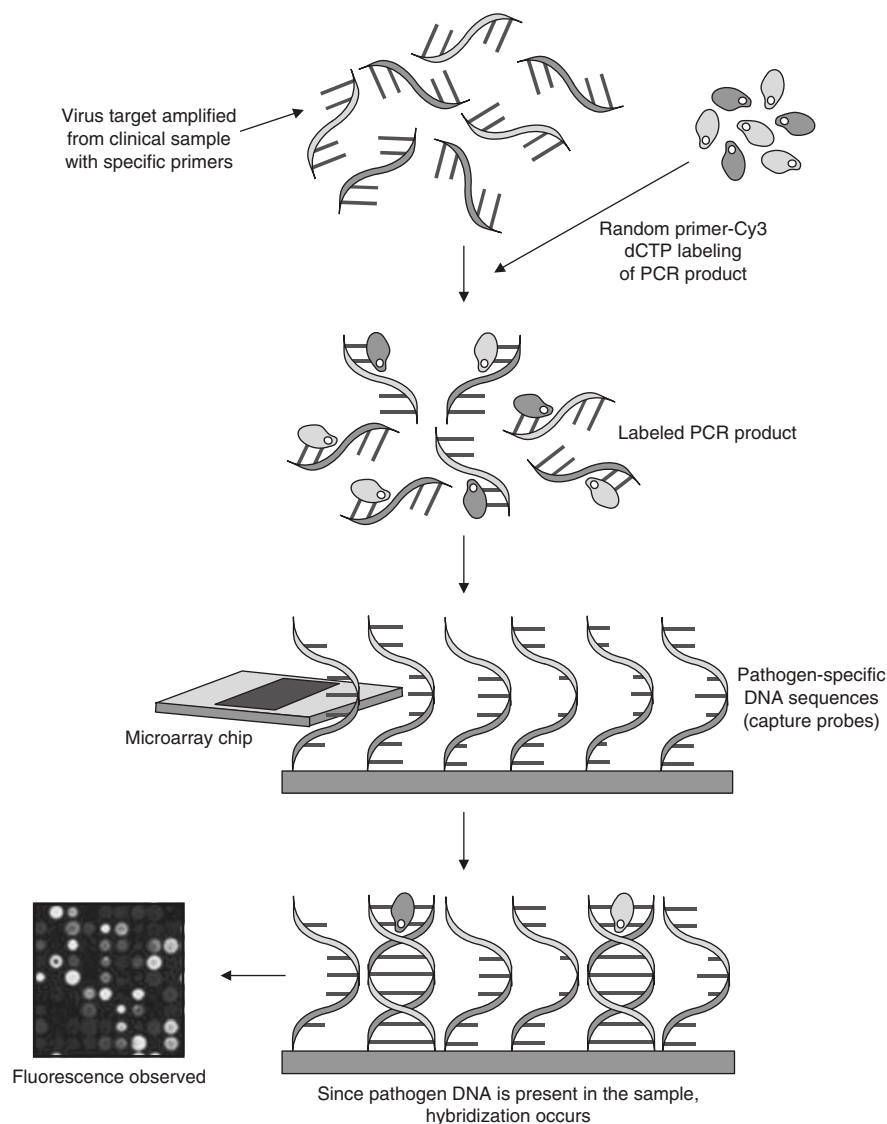 Virus target amplified
from clinical sample
with specific primers
Random primer-Cy3
dCTP labeling
of PCR product
Labeled PCR product
Pathogen-specific
DNA sequences
(capture probes)
Microarray chip
Fluorescence observed
Since pathogen DNA is present in the sample,
hybridization occurs